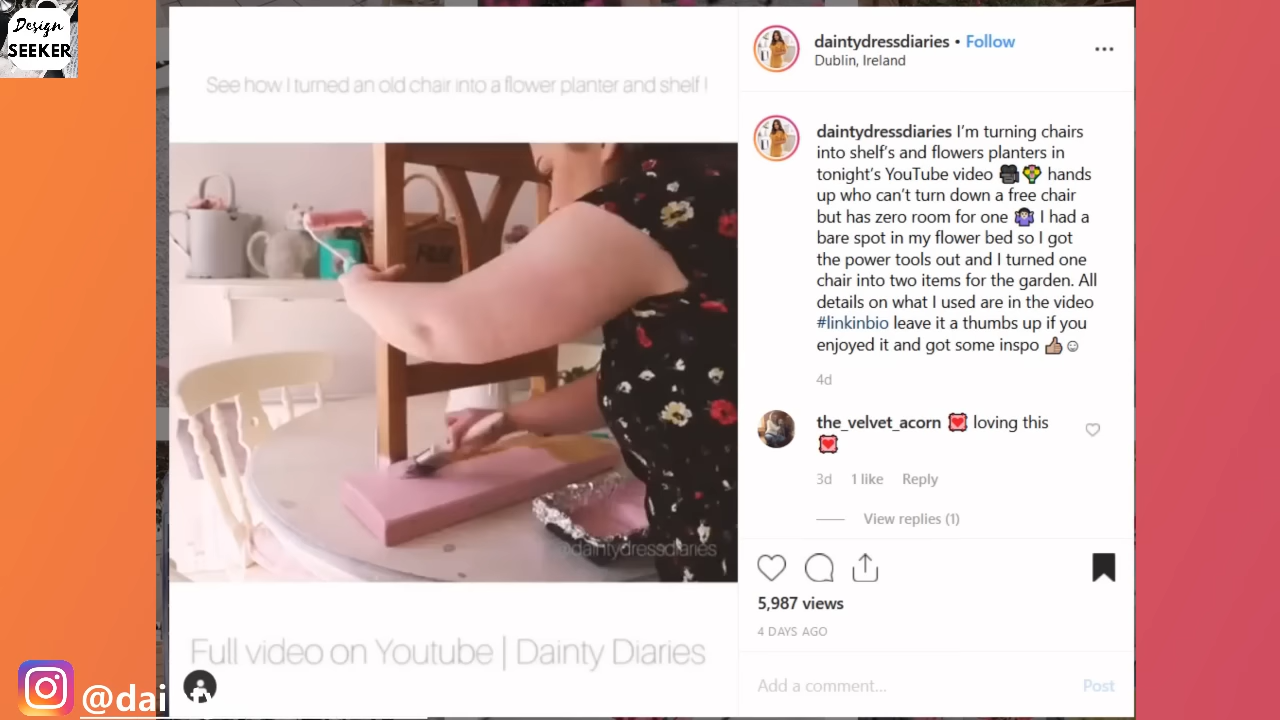 Design
SEEKER
See how I turned an old chair into a flower planter and shelf !
@daintydressdiaries
Full video on Youtube | Dainty Diaries
@dainty
daintydressdiaries • Follow
Dublin, Ireland
daintydressdiaries I'm turning chairs
into shelf's and flowers planters in
tonight's YouTube video 🎥💐 hands
up who can't turn down a free chair
but has zero room for one 🤷🏻‍♀️ I had a
bare spot in my flower bed so I got
the power tools out and I turned one
chair into two items for the garden. All
details on what I used are in the video
#linkinbio leave it a thumbs up if you
enjoyed it and got some inspo 👍🏽☺
4d
the_velvet_acorn 💟 loving this
💟
3d 1 like Reply
View replies (1)
5,987 views
4 DAYS AGO
Add a comment... Post